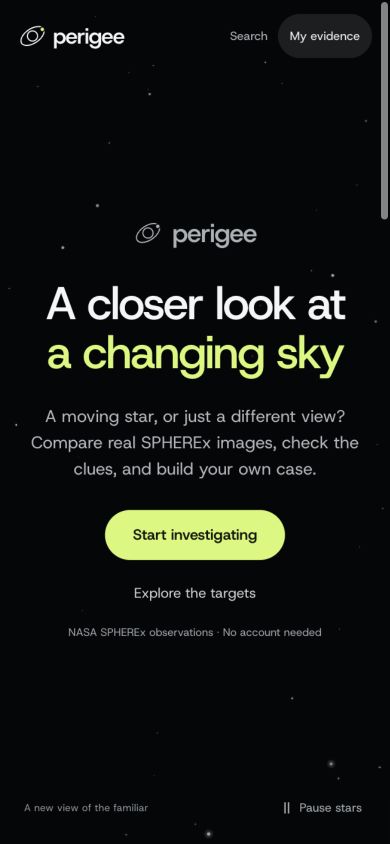 perigee
Search
My evidence
perigee
A closer look at
a changing sky
A moving star, or just a different view?
Compare real SPHEREx images, check the
clues, and build your own case.
Start investigating
Explore the targets
NASA SPHEREx observations · No account needed
A new view of the familiar
Pause stars